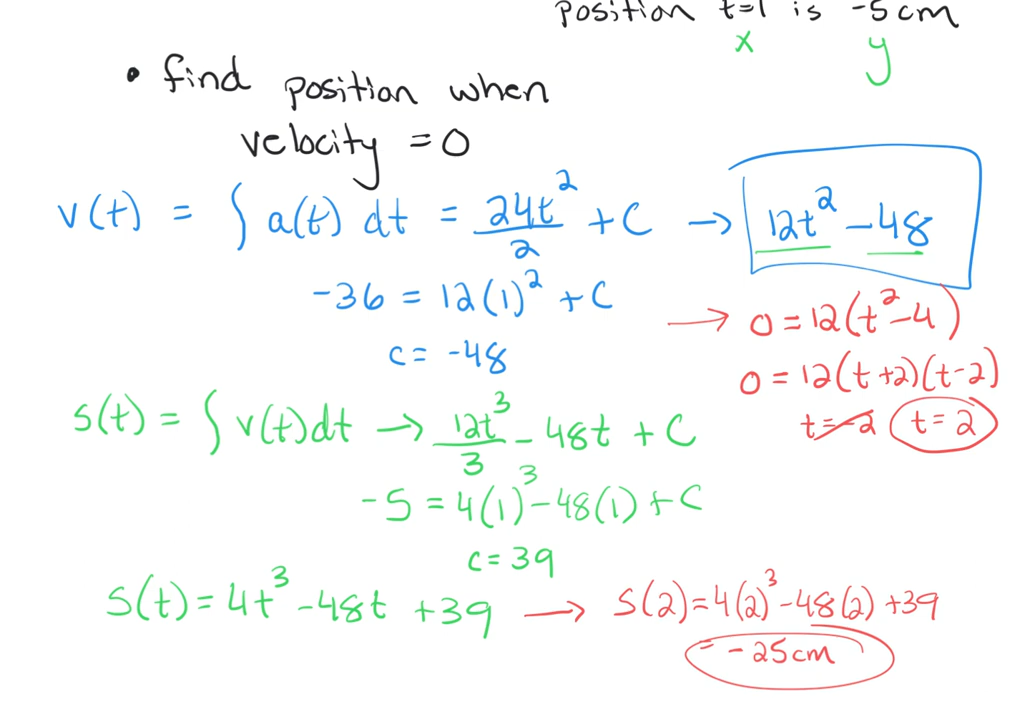 position t=1 is -5cm
x y
• find position when
velocity = 0
v(t) = ∫ a(t) dt = 24t²/2 + C → 12t² - 48
-36 = 12(1)² + C
c = -48
→ 0 = 12(t² - 4)
0 = 12(t+2)(t-2)
t = -2 t = 2
s(t) = ∫ v(t)dt → 12t³/3 - 48t + C
-5 = 4(1)³ - 48(1) + C
c = 39
s(t) = 4t³ - 48t + 39 → s(2) = 4(2)³ - 48(2) + 39
= -25cm